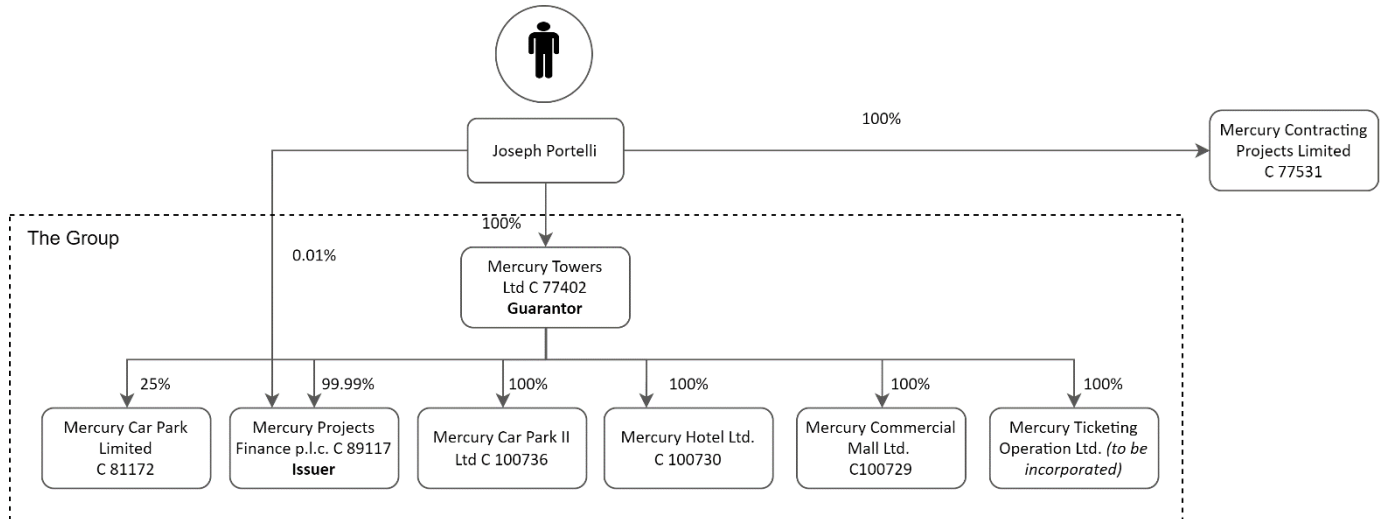 Joseph Portelli
100%
Mercury Contracting
Projects Limited
C 77531
The Group
100%
0.01%
Mercury Towers
Ltd C 77402
Guarantor
25%
99.99%
100%
100%
100%
100%
Mercury Car Park
Limited
C 81172
Mercury Projects
Finance p.l.c. C 89117
Issuer
Mercury Car Park II
Ltd C 100736
Mercury Hotel Ltd.
C 100730
Mercury Commercial
Mall Ltd.
C100729
Mercury Ticketing
Operation Ltd. (to be
incorporated)